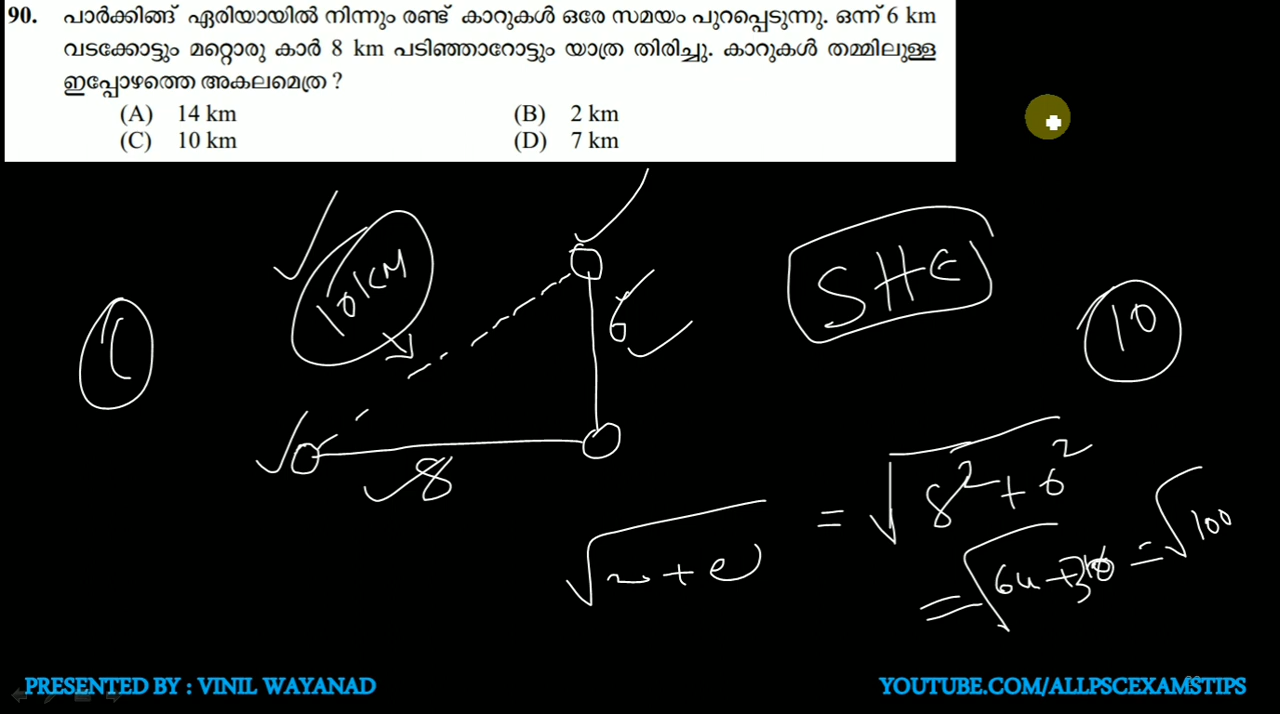 90. പാർക്കിങ്ങ് ഏരിയായിൽ നിന്നും രണ്ട് കാറുകൾ ഒരേ സമയം പുറപ്പെടുന്നു. ഒന്ന് 6 km
വടക്കോട്ടും മറ്റൊരു കാർ 8 km പടിഞ്ഞാറോട്ടും യാത്ര തിരിച്ചു. കാറുകൾ തമ്മിലുള്ള
ഇപ്പോഴത്തെ അകലമെത്ര ?
(A) 14 km (B) 2 km
(C) 10 km (D) 7 km
10KM
SHE
6
10
8
= √8² + 6²
= √64 + 36 = √100
PRESENTED BY : VINIL WAYANAD
YOUTUBE.COM/ALLPSCEXAMSTIPS